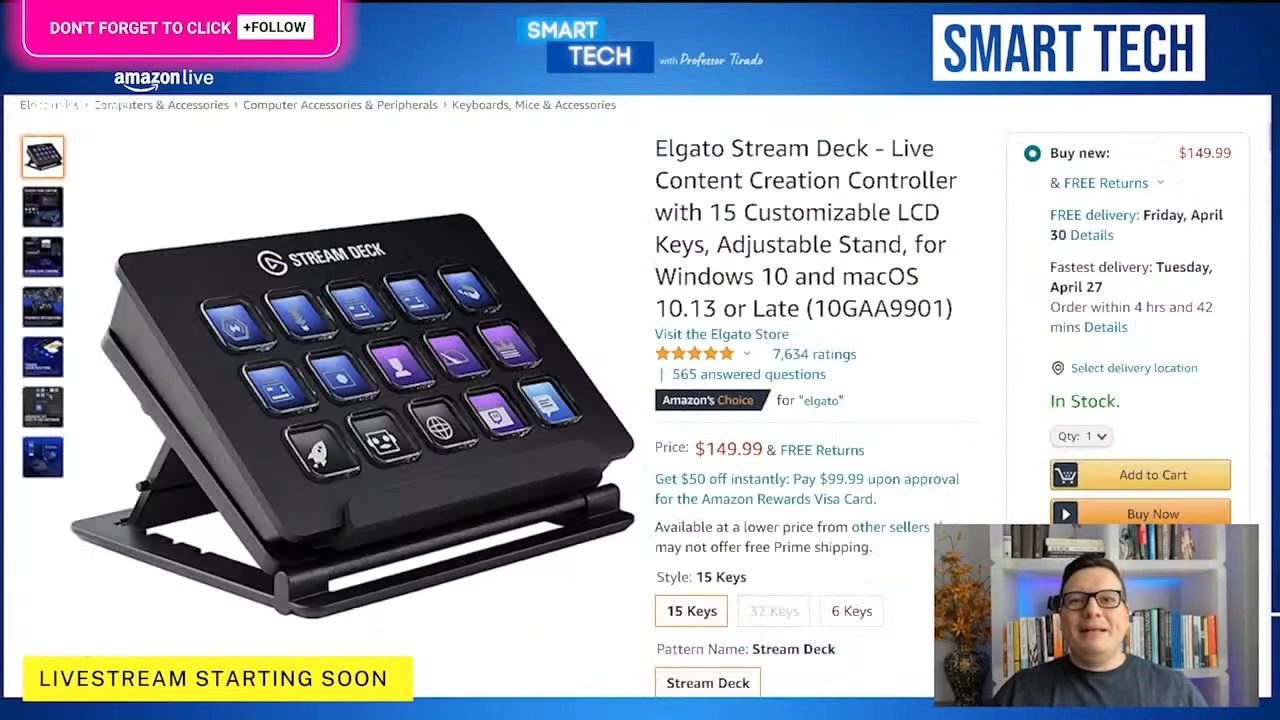 DON'T FORGET TO CLICK +FOLLOW
amazon live
SMART
TECH
with Professor Tirado
SMART TECH
Computers & Accessories › Computer Accessories & Peripherals › Keyboards, Mice & Accessories
STREAM DECK
Elgato Stream Deck - Live
Content Creation Controller
with 15 Customizable LCD
Keys, Adjustable Stand, for
Windows 10 and macOS
10.13 or Late (10GAA9901)
Visit the Elgato Store
7,634 ratings
| 565 answered questions
Amazon's Choice for "elgato"
Price: $149.99 & FREE Returns
Get $50 off instantly: Pay $99.99 upon approval
for the Amazon Rewards Visa Card.
Available at a lower price from other sellers
may not offer free Prime shipping.
Style: 15 Keys
15 Keys
32 Keys
6 Keys
Pattern Name: Stream Deck
Stream Deck
Buy new: $149.99
& FREE Returns
FREE delivery: Friday, April
30 Details
Fastest delivery: Tuesday,
April 27
Order within 4 hrs and 42
mins Details
Select delivery location
In Stock.
Qty: 1
Add to Cart
Buy Now
LIVESTREAM STARTING SOON